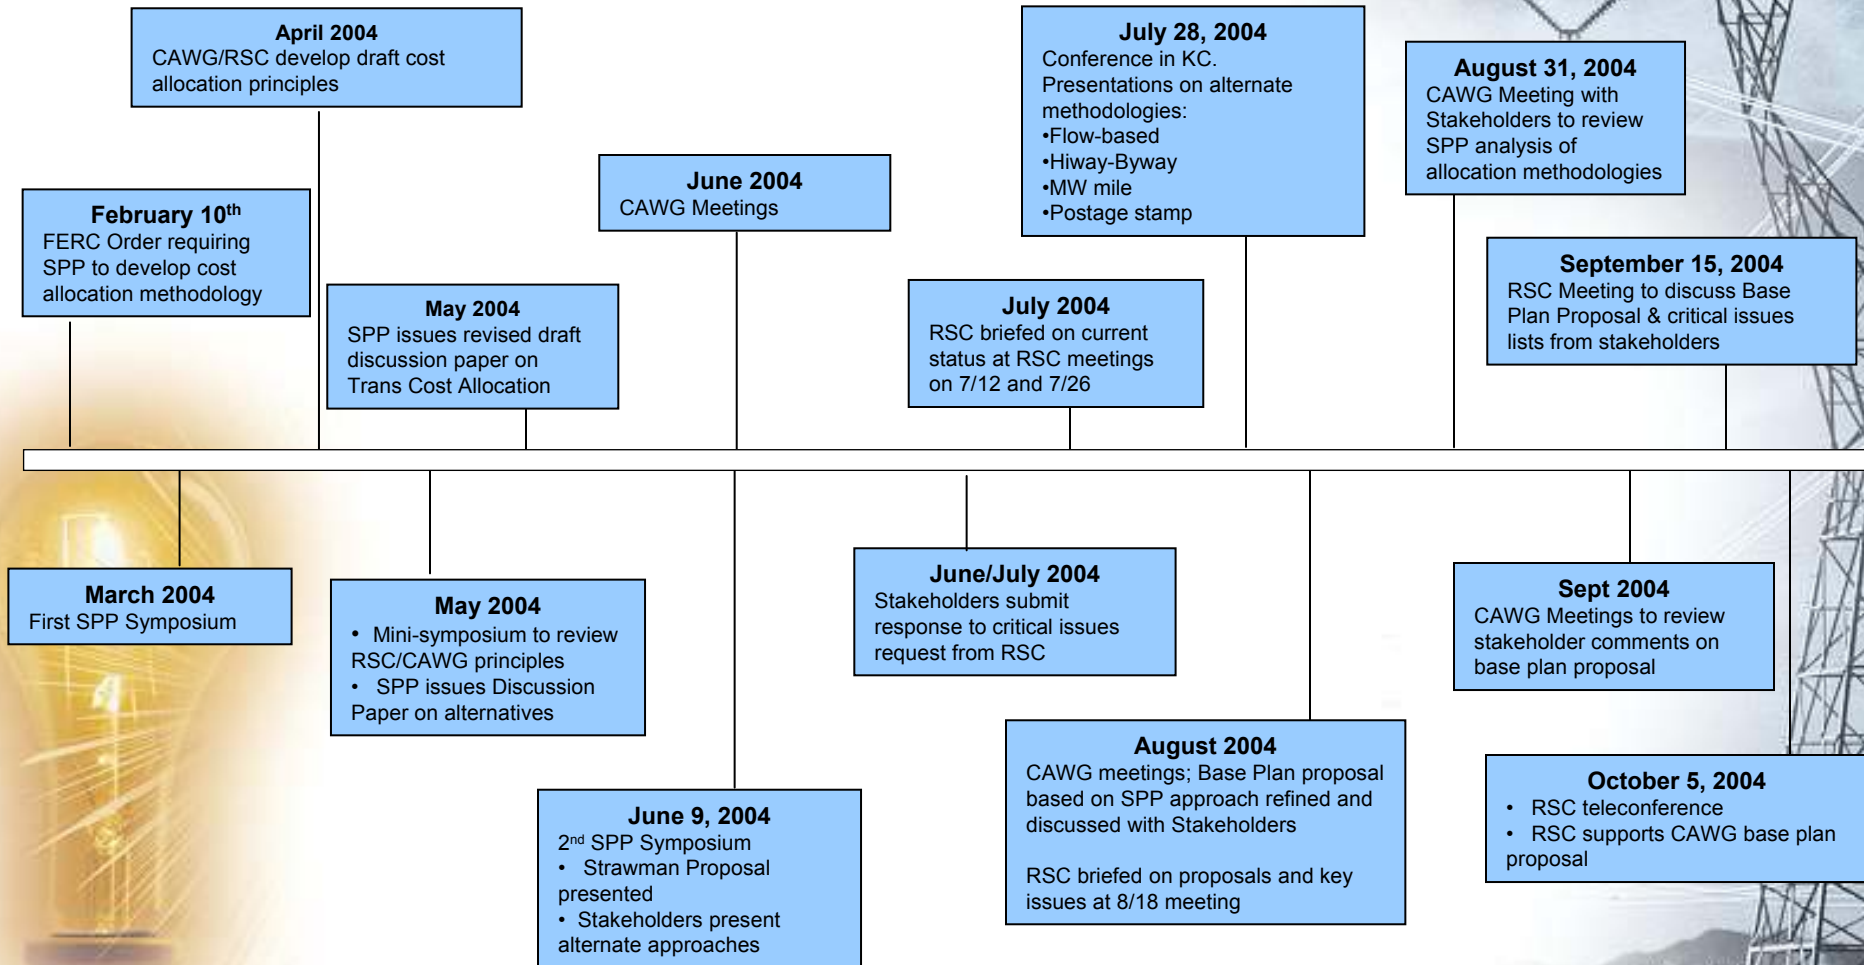 April 2004
CAWG/RSC develop draft cost
allocation principles
July 28, 2004
Conference in KC.
Presentations on alternate
methodologies:
•Flow-based
•Hiway-Byway
•MW mile
•Postage stamp
August 31, 2004
CAWG Meeting with
Stakeholders to review
SPP analysis of
allocation methodologies
June 2004
CAWG Meetings
February 10th
FERC Order requiring
SPP to develop cost
allocation methodology
May 2004
SPP issues revised draft
discussion paper on
Trans Cost Allocation
July 2004
RSC briefed on current
status at RSC meetings
on 7/12 and 7/26
September 15, 2004
RSC Meeting to discuss Base
Plan Proposal & critical issues
lists from stakeholders
March 2004
First SPP Symposium
May 2004
• Mini-symposium to review
RSC/CAWG principles
• SPP issues Discussion
Paper on alternatives
June 9, 2004
2nd SPP Symposium
• Strawman Proposal
presented
• Stakeholders present
alternate approaches
June/July 2004
Stakeholders submit
response to critical issues
request from RSC
August 2004
CAWG meetings; Base Plan proposal
based on SPP approach refined and
discussed with Stakeholders
RSC briefed on proposals and key
issues at 8/18 meeting
Sept 2004
CAWG Meetings to review
stakeholder comments on
base plan proposal
October 5, 2004
• RSC teleconference
• RSC supports CAWG base plan
proposal